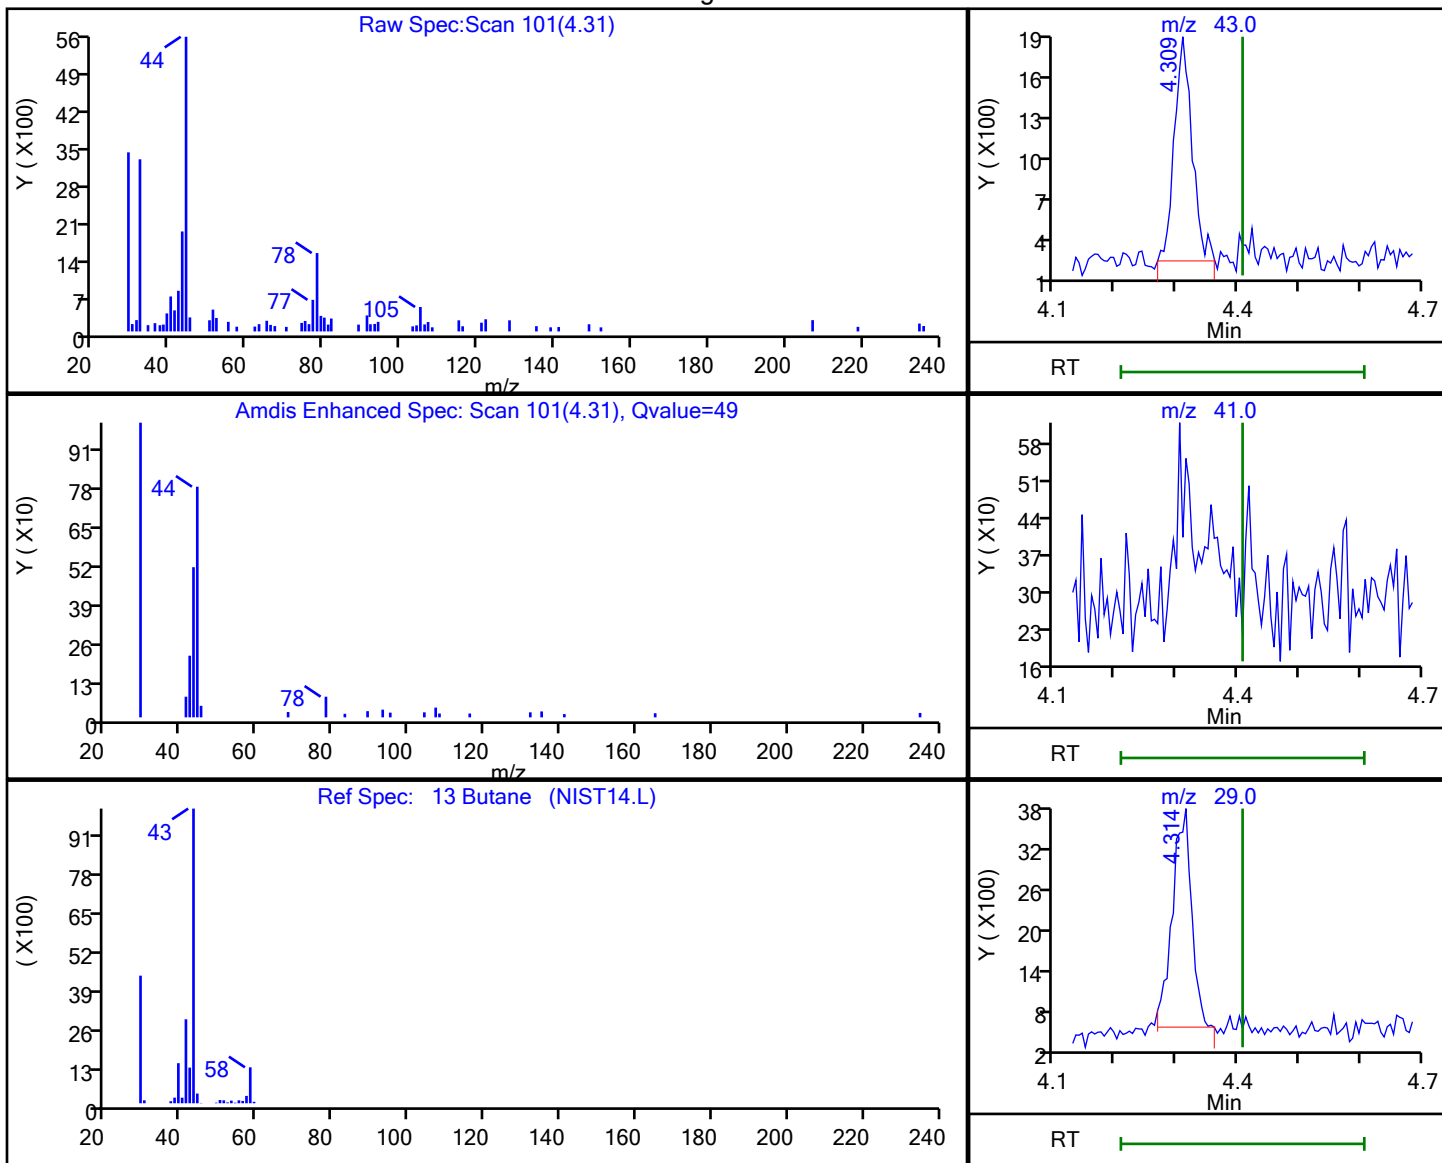 Raw Spec:Scan 101(4.31)
56
49
42
35
28
21
14
7
0
Y ( X100)
44
78
77
105
20 40 60 80 100 120 140 160 180 200 220 240
m/z
m/z 43.0
19
16
13
10
7
4
1
Y ( X100)
4.309
4.1 4.4 4.7
Min
RT
Amdis Enhanced Spec: Scan 101(4.31), Qvalue=49
91
78
65
52
39
26
13
0
Y ( X10)
44
78
20 40 60 80 100 120 140 160 180 200 220 240
m/z
m/z 41.0
58
51
44
37
30
23
16
Y ( X10)
4.1 4.4 4.7
Min
RT
Ref Spec: 13 Butane (NIST14.L)
91
78
65
52
39
26
13
0
( X100)
43
58
20 40 60 80 100 120 140 160 180 200 220 240
m/z 29.0
38
32
26
20
14
8
2
Y ( X100)
4.314
4.1 4.4 4.7
Min
RT